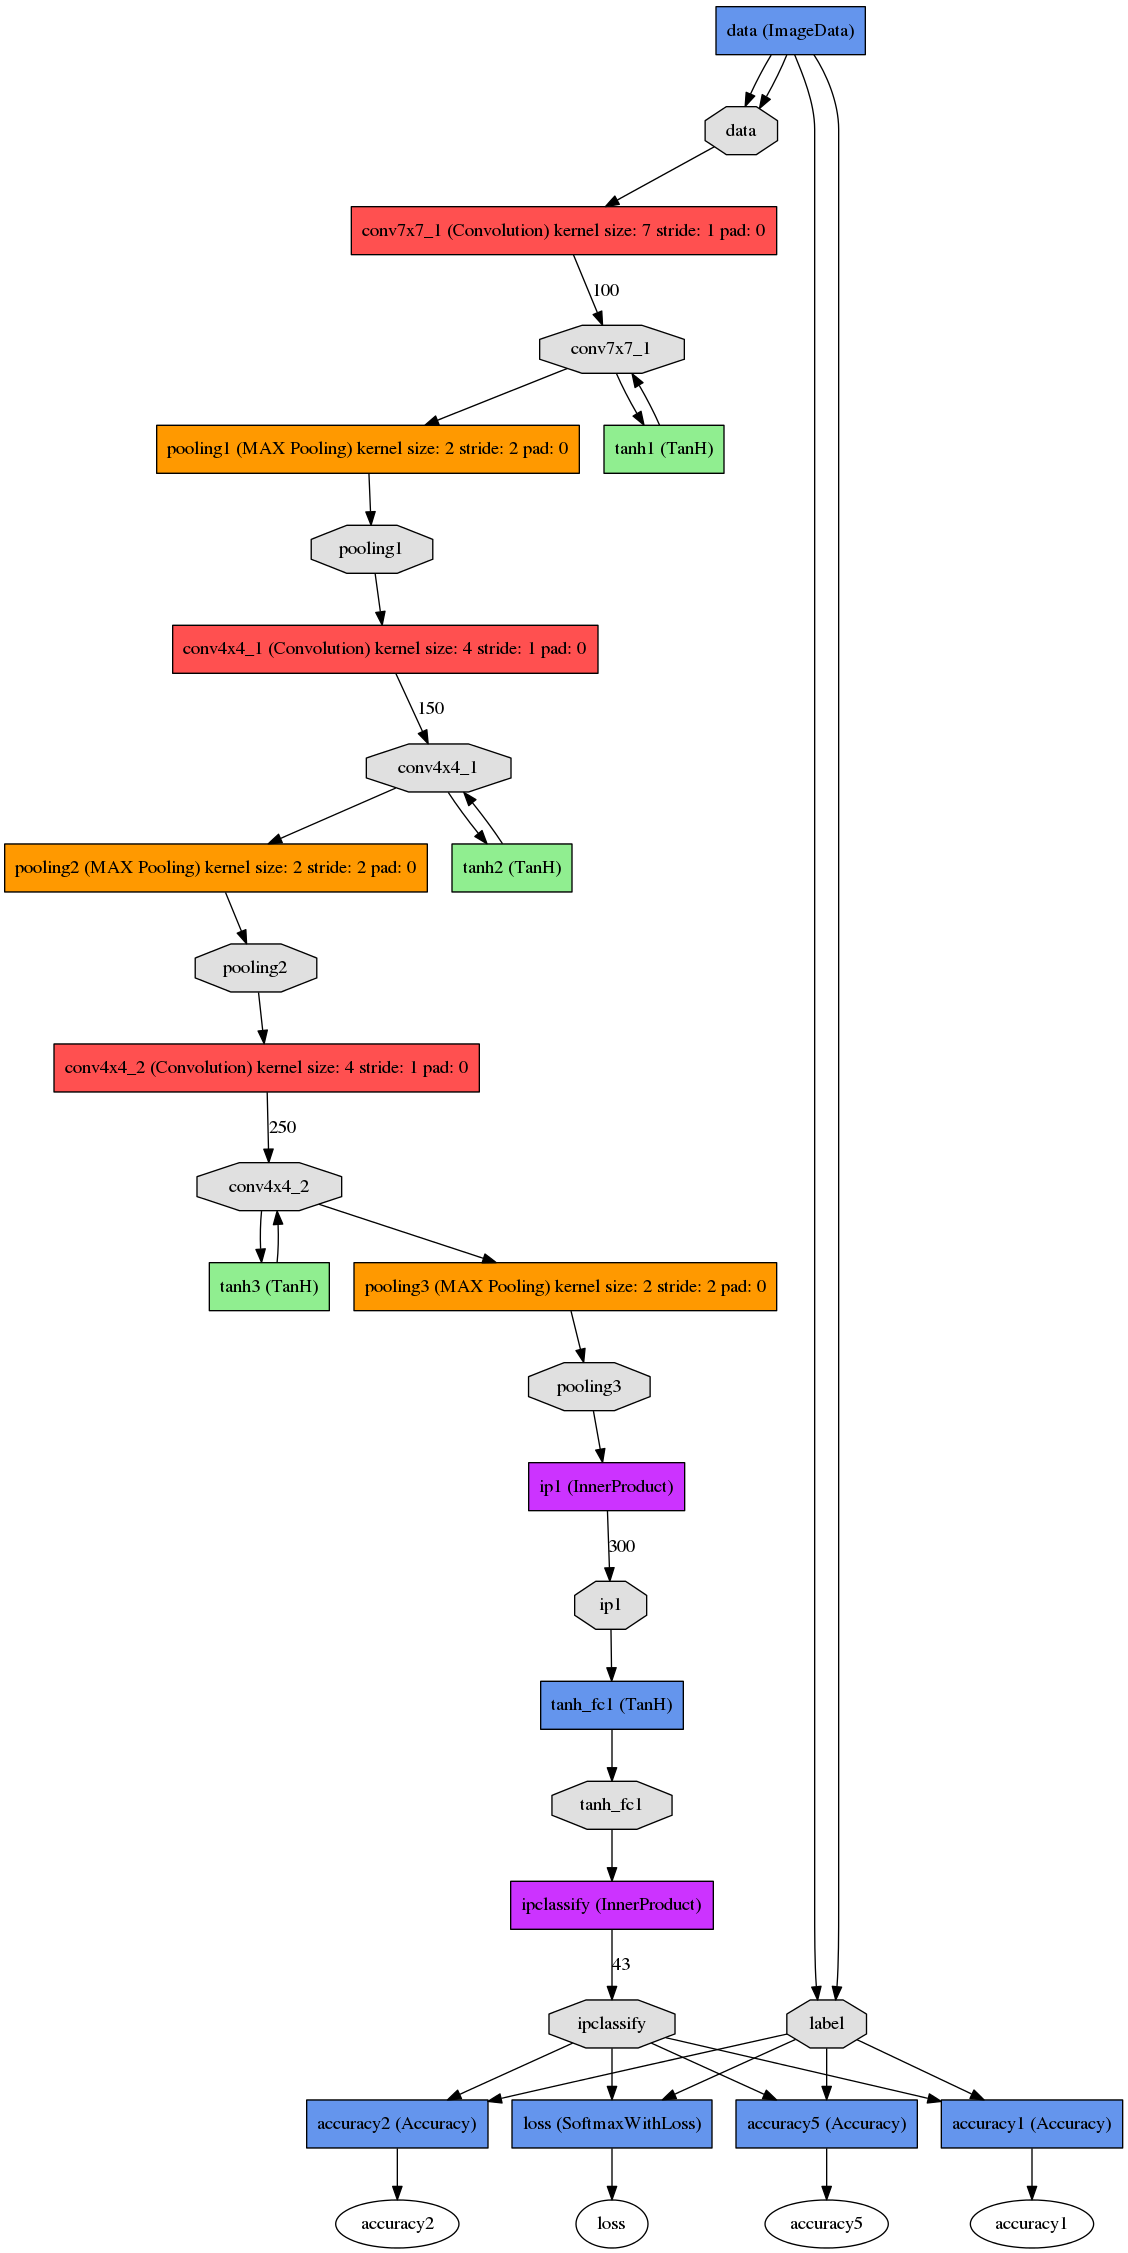 data (ImageData)
data
conv7x7_1 (Convolution) kernel size: 7 stride: 1 pad: 0
100
conv7x7_1
pooling1 (MAX Pooling) kernel size: 2 stride: 2 pad: 0
tanh1 (TanH)
pooling1
conv4x4_1 (Convolution) kernel size: 4 stride: 1 pad: 0
150
conv4x4_1
pooling2 (MAX Pooling) kernel size: 2 stride: 2 pad: 0
tanh2 (TanH)
pooling2
conv4x4_2 (Convolution) kernel size: 4 stride: 1 pad: 0
250
conv4x4_2
tanh3 (TanH)
pooling3 (MAX Pooling) kernel size: 2 stride: 2 pad: 0
pooling3
ip1 (InnerProduct)
300
ip1
tanh_fc1 (TanH)
tanh_fc1
ipclassify (InnerProduct)
43
ipclassify
label
accuracy2 (Accuracy)
loss (SoftmaxWithLoss)
accuracy5 (Accuracy)
accuracy1 (Accuracy)
accuracy2
loss
accuracy5
accuracy1